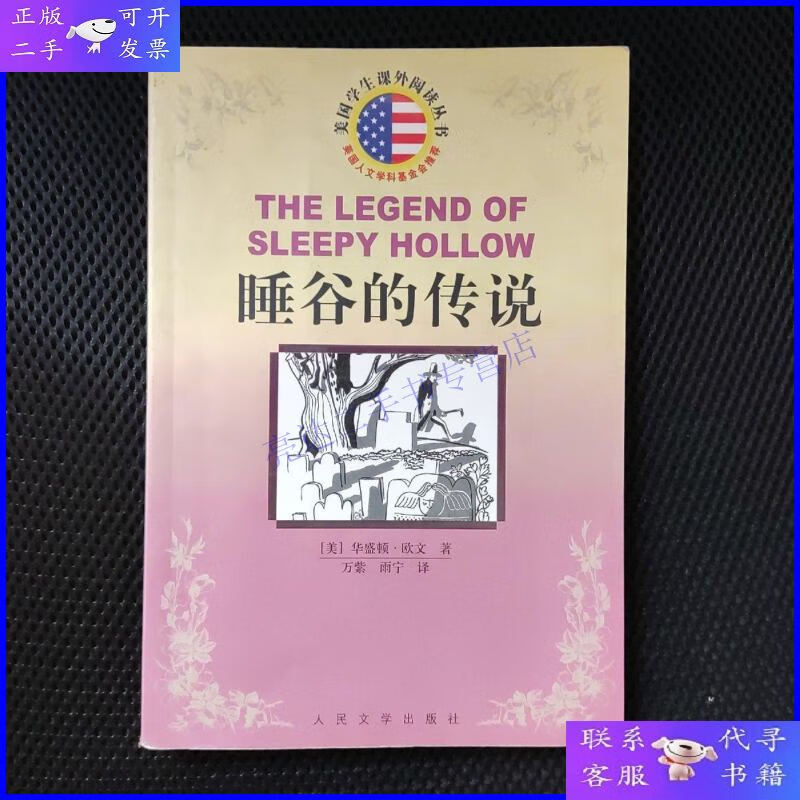 正版 可开
二手 发票
美国学生课外阅读丛书
美国人文学科基金会推荐
THE LEGEND OF
SLEEPY HOLLOW
睡谷的传说
[美] 华盛顿·欧文 著
万紫 雨宁 译
人民文学出版社
联系 代寻
客服 书籍